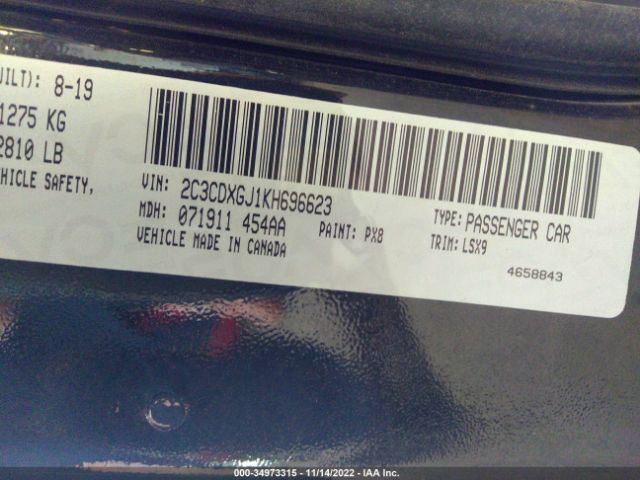 UILT): 8-19
1275 KG
2810 LB
EHICLE SAFETY,
VIN: 2C3CDXGJ1KH696623
MDH: 071911 454AA
VEHICLE MADE IN CANADA
PAINT: PX8
TYPE: PASSENGER CAR
TRIM: LSX9
4658843
000-34973315 - 11/14/2022 - IAA Inc.